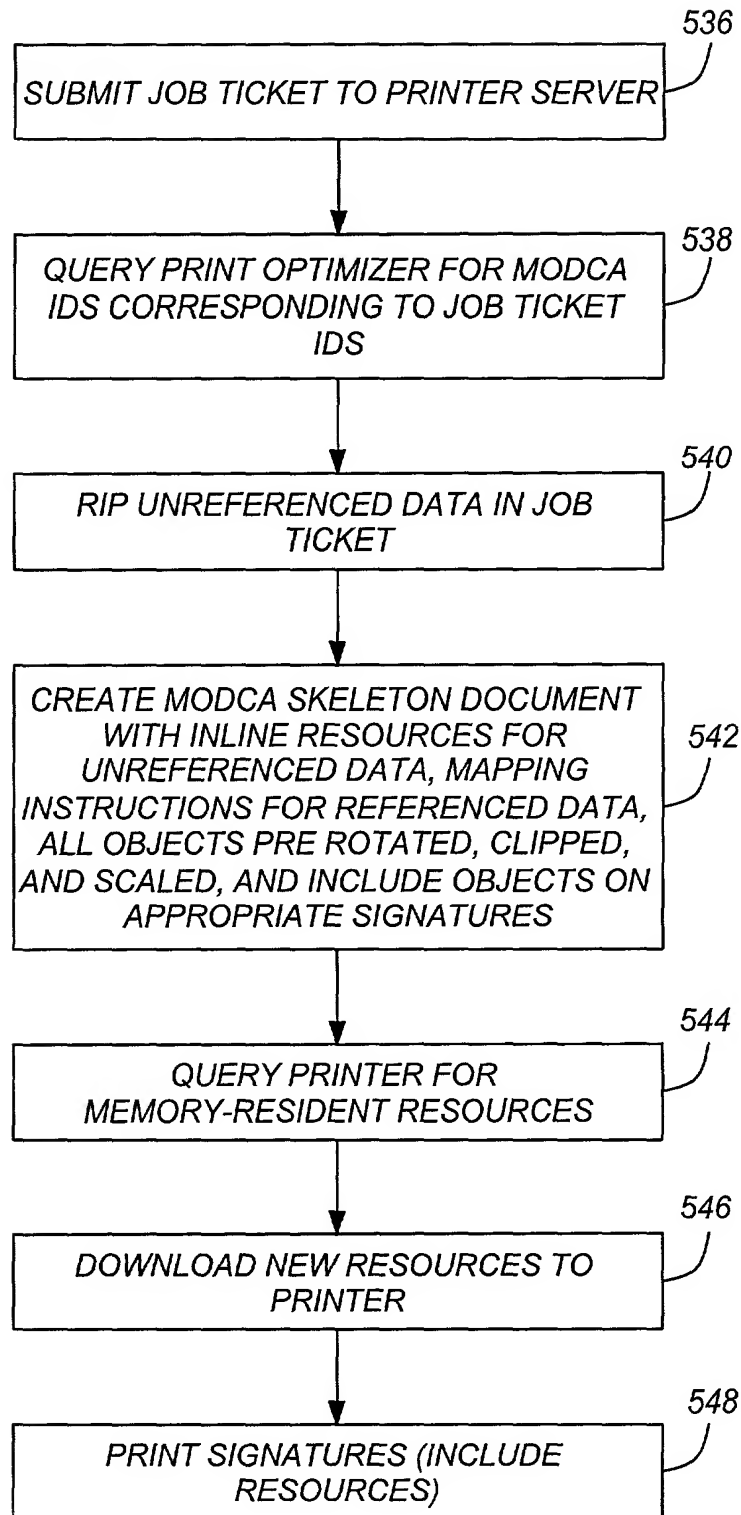 536
SUBMIT JOB TICKET TO PRINTER SERVER
538
QUERY PRINT OPTIMIZER FOR MODCA
IDS CORRESPONDING TO JOB TICKET
IDS
540
RIP UNREFERENCED DATA IN JOB
TICKET
CREATE MODCA SKELETON DOCUMENT
WITH INLINE RESOURCES FOR
UNREFERENCED DATA, MAPPING
INSTRUCTIONS FOR REFERENCED DATA,
ALL OBJECTS PRE ROTATED, CLIPPED,
AND SCALED, AND INCLUDE OBJECTS ON
APPROPRIATE SIGNATURES
542
544
QUERY PRINTER FOR
MEMORY-RESIDENT RESOURCES
546
DOWNLOAD NEW RESOURCES TO
PRINTER
548
PRINT SIGNATURES (INCLUDE
RESOURCES)